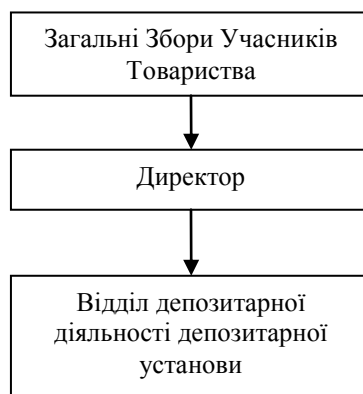 Загальні Збори Учасників
Товариства
Директор
Відділ депозитарної
діяльності депозитарної
установи